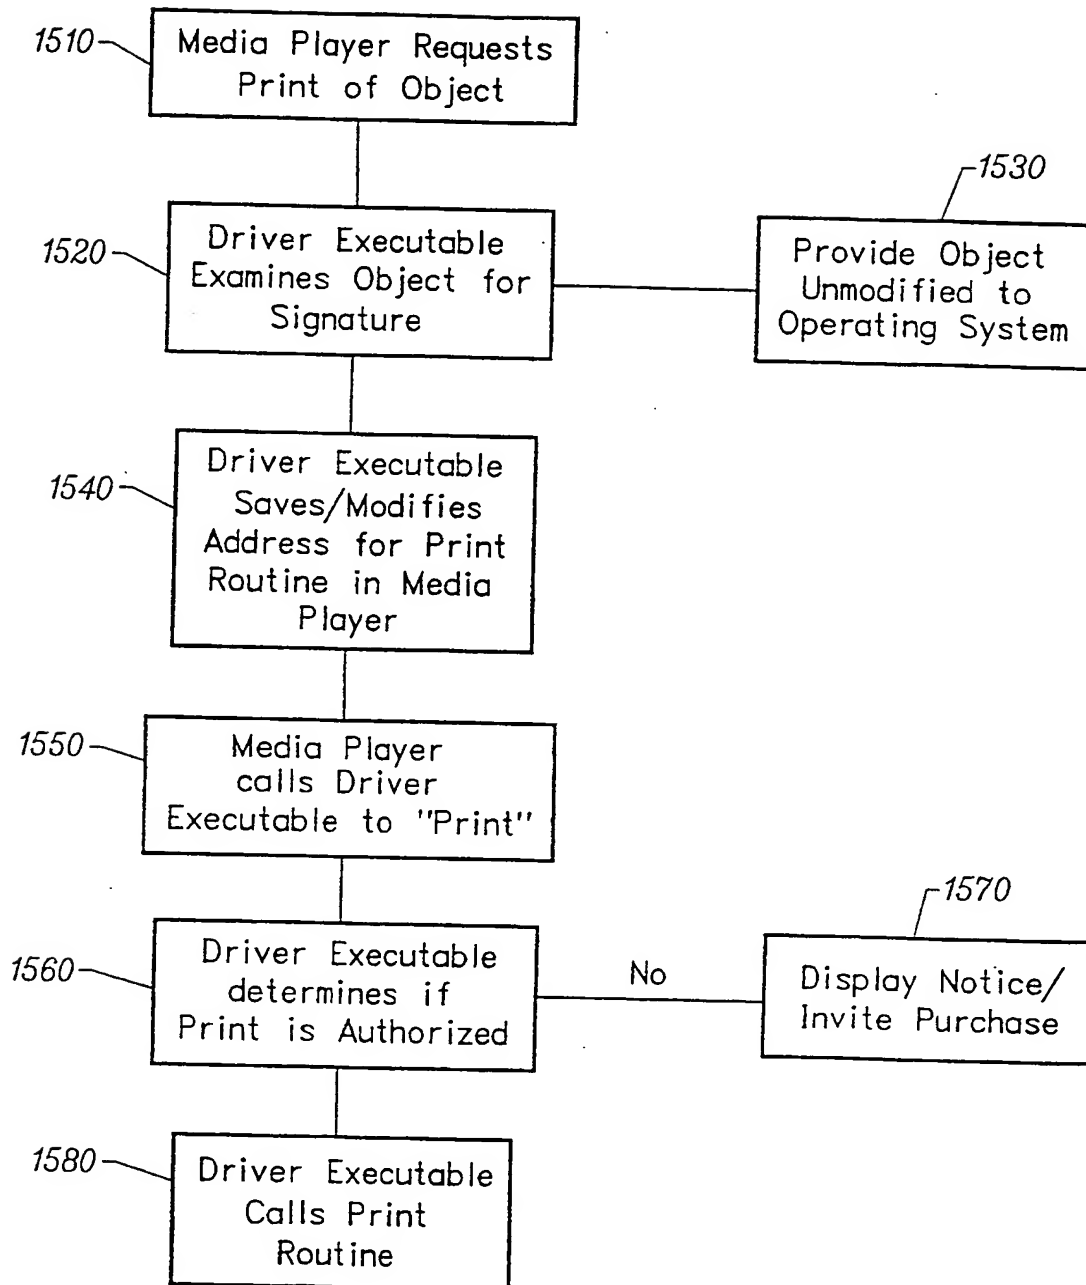 1510
Media Player Requests
Print of Object
1520
Driver Executable
Examines Object for
Signature
1530
Provide Object
Unmodified to
Operating System
1540
Driver Executable
Saves/Modifies
Address for Print
Routine in Media
Player
1550
Media Player
calls Driver
Executable to "Print"
1560
Driver Executable
determines if
Print is Authorized
No
1570
Display Notice/
Invite Purchase
1580
Driver Executable
Calls Print
Routine